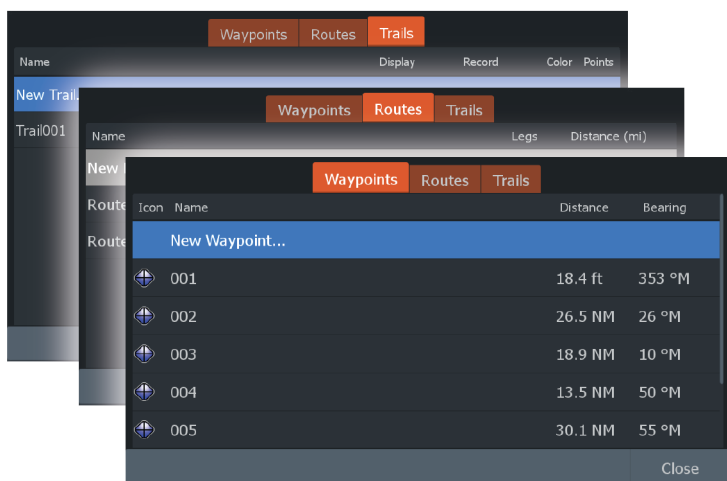 Waypoints Routes Trails
Name Display Record Color Points
New Trail.
Trail001
Waypoints Routes Trails
Name Legs Distance (mi)
New
Route
Route
Waypoints Routes Trails
Icon Name Distance Bearing
New Waypoint...
001 18.4 ft 353 °M
002 26.5 NM 26 °M
003 18.9 NM 10 °M
004 13.5 NM 50 °M
005 30.1 NM 55 °M
Close